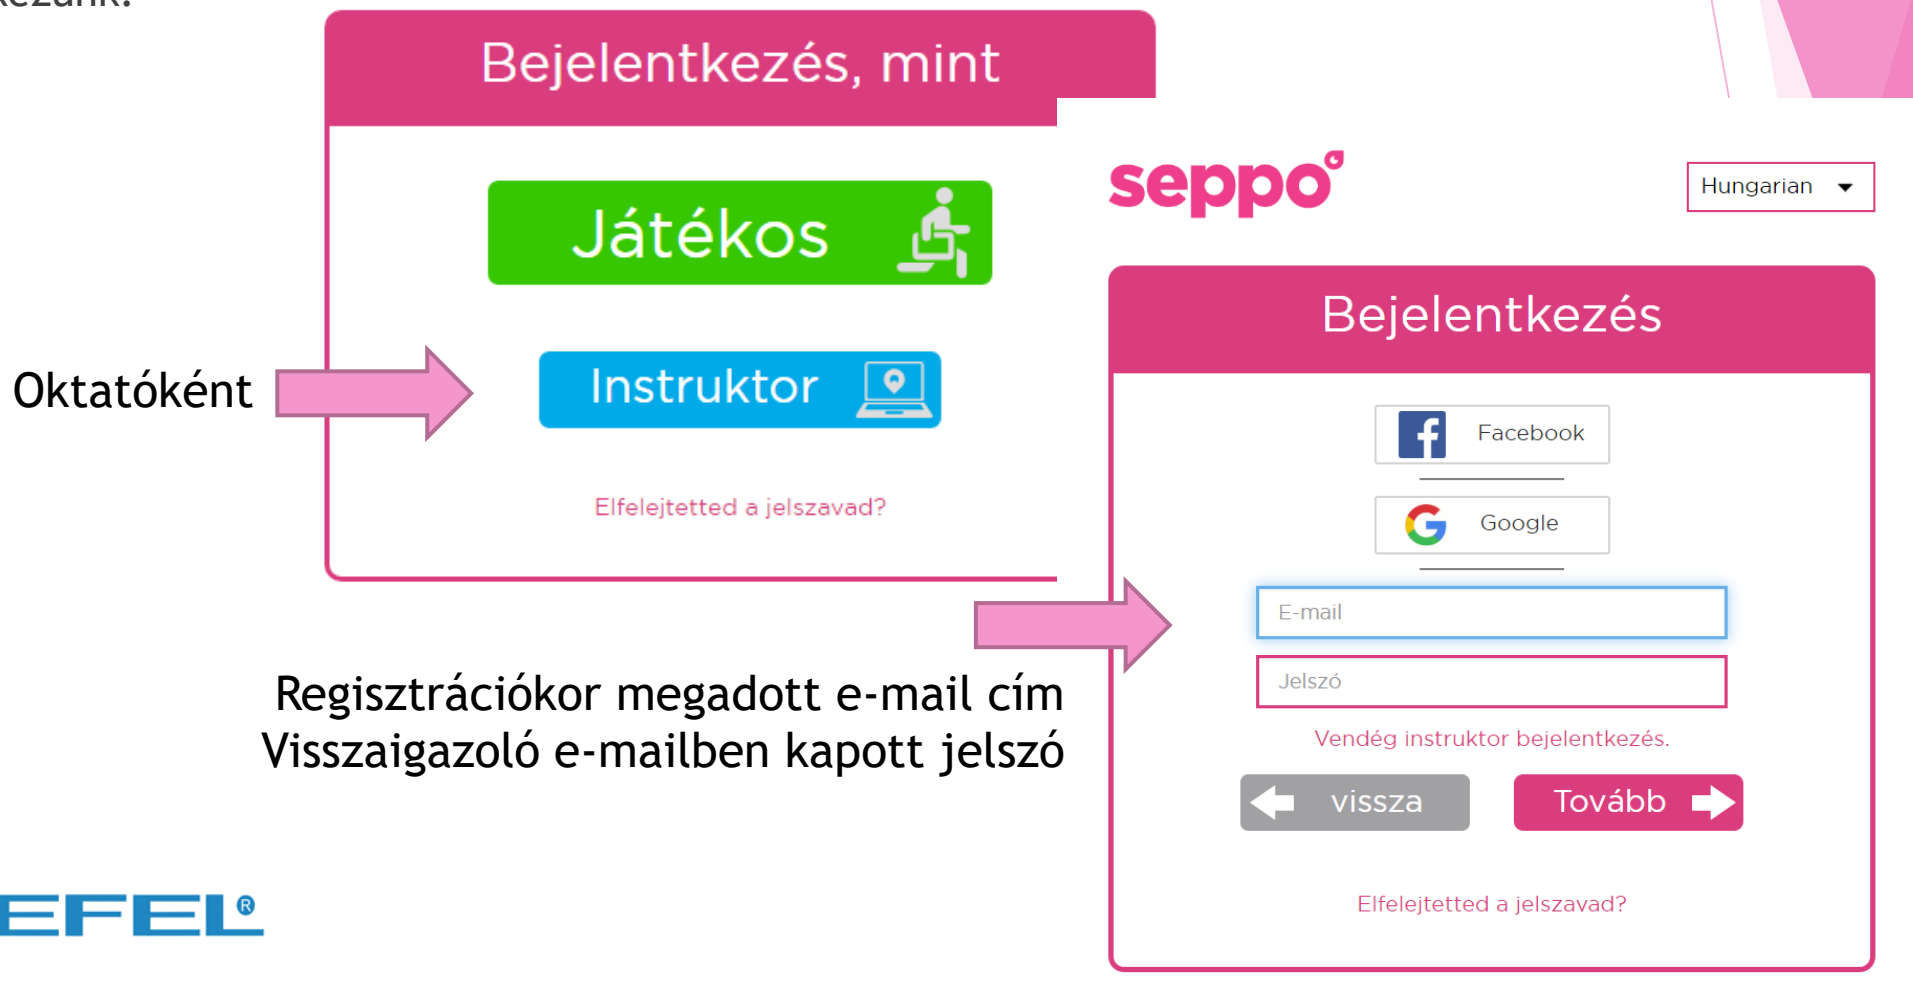 Bejelentkezés, mint
Játékos
Oktatóként
Instruktor
Elfelejtetted a jelszavad?
seppo
Hungarian
Bejelentkezés
Facebook
Google
E-mail
Jelszó
Vendég instruktor bejelentkezés.
vissza
Tovább
Elfelejtetted a jelszavad?
Regisztrációkor megadott e-mail cím
Visszaigazoló e-mailben kapott jelszó
EFEL®